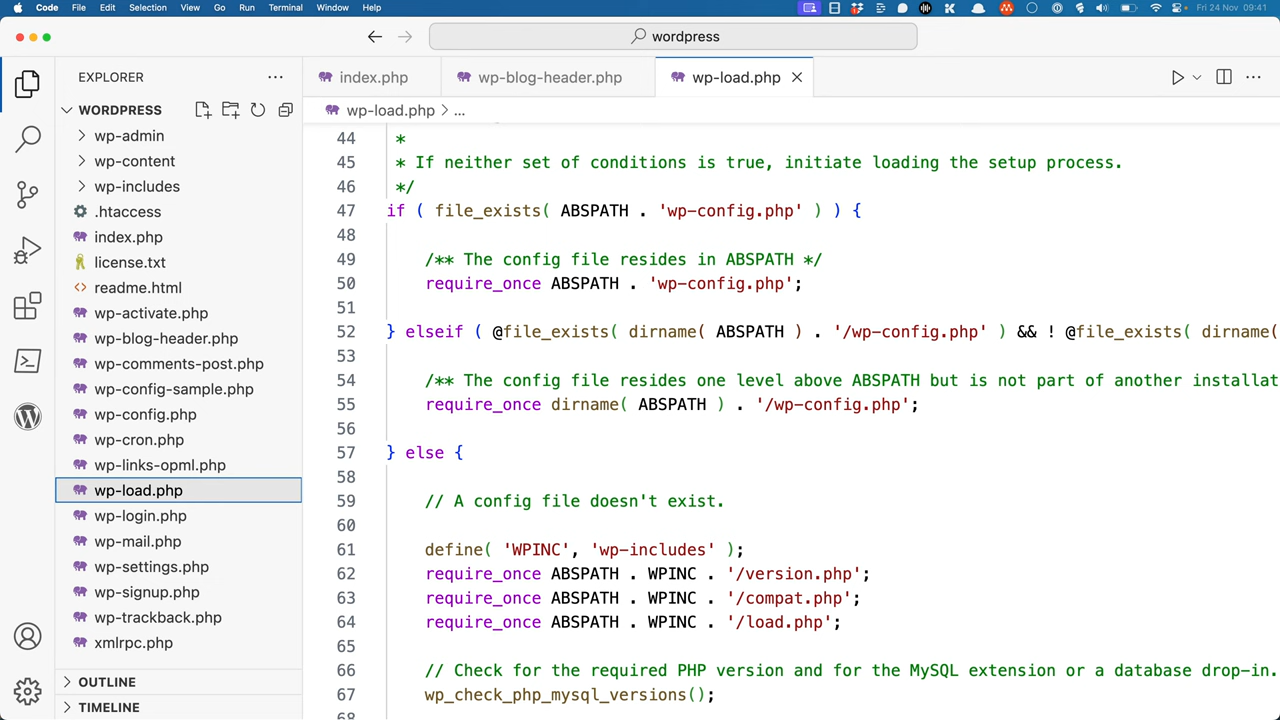 Code File Edit Selection View Go Run Terminal Window Help Fri 24 Nov 09:41
wordpress
EXPLORER
index.php wp-blog-header.php wp-load.php
WORDPRESS
wp-load.php > ...
wp-admin
wp-content
wp-includes
.htaccess
index.php
license.txt
readme.html
wp-activate.php
wp-blog-header.php
wp-comments-post.php
wp-config-sample.php
wp-config.php
wp-cron.php
wp-links-opml.php
wp-load.php
wp-login.php
wp-mail.php
wp-settings.php
wp-signup.php
wp-trackback.php
xmlrpc.php
OUTLINE
TIMELINE
44 *
45 * If neither set of conditions is true, initiate loading the setup process.
46 */
47 if ( file_exists( ABSPATH . 'wp-config.php' ) ) {
48
49 /** The config file resides in ABSPATH */
50 require_once ABSPATH . 'wp-config.php';
51
52 } elseif ( @file_exists( dirname( ABSPATH ) . '/wp-config.php' ) && ! @file_exists( dirname(
53
54 /** The config file resides one level above ABSPATH but is not part of another installat
55 require_once dirname( ABSPATH ) . '/wp-config.php';
56
57 } else {
58
59 // A config file doesn't exist.
60
61 define( 'WPINC', 'wp-includes' );
62 require_once ABSPATH . WPINC . '/version.php';
63 require_once ABSPATH . WPINC . '/compat.php';
64 require_once ABSPATH . WPINC . '/load.php';
65
66 // Check for the required PHP version and for the MySQL extension or a database drop-in.
67 wp_check_php_mysql_versions();
68